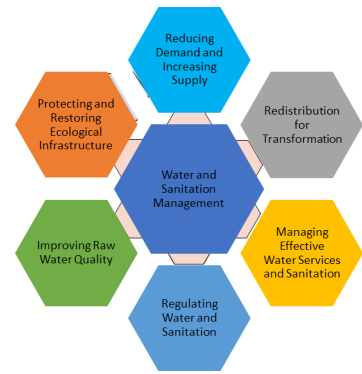 Reducing
Demand and
Increasing
Supply
Protecting and
Restoring
Ecological
Infrastructure
Redistribution
for
Transformation
Water and
Sanitation
Management
Improving Raw
Water Quality
Managing
Effective
Water Services
and Sanitation
Regulating
Water and
Sanitation